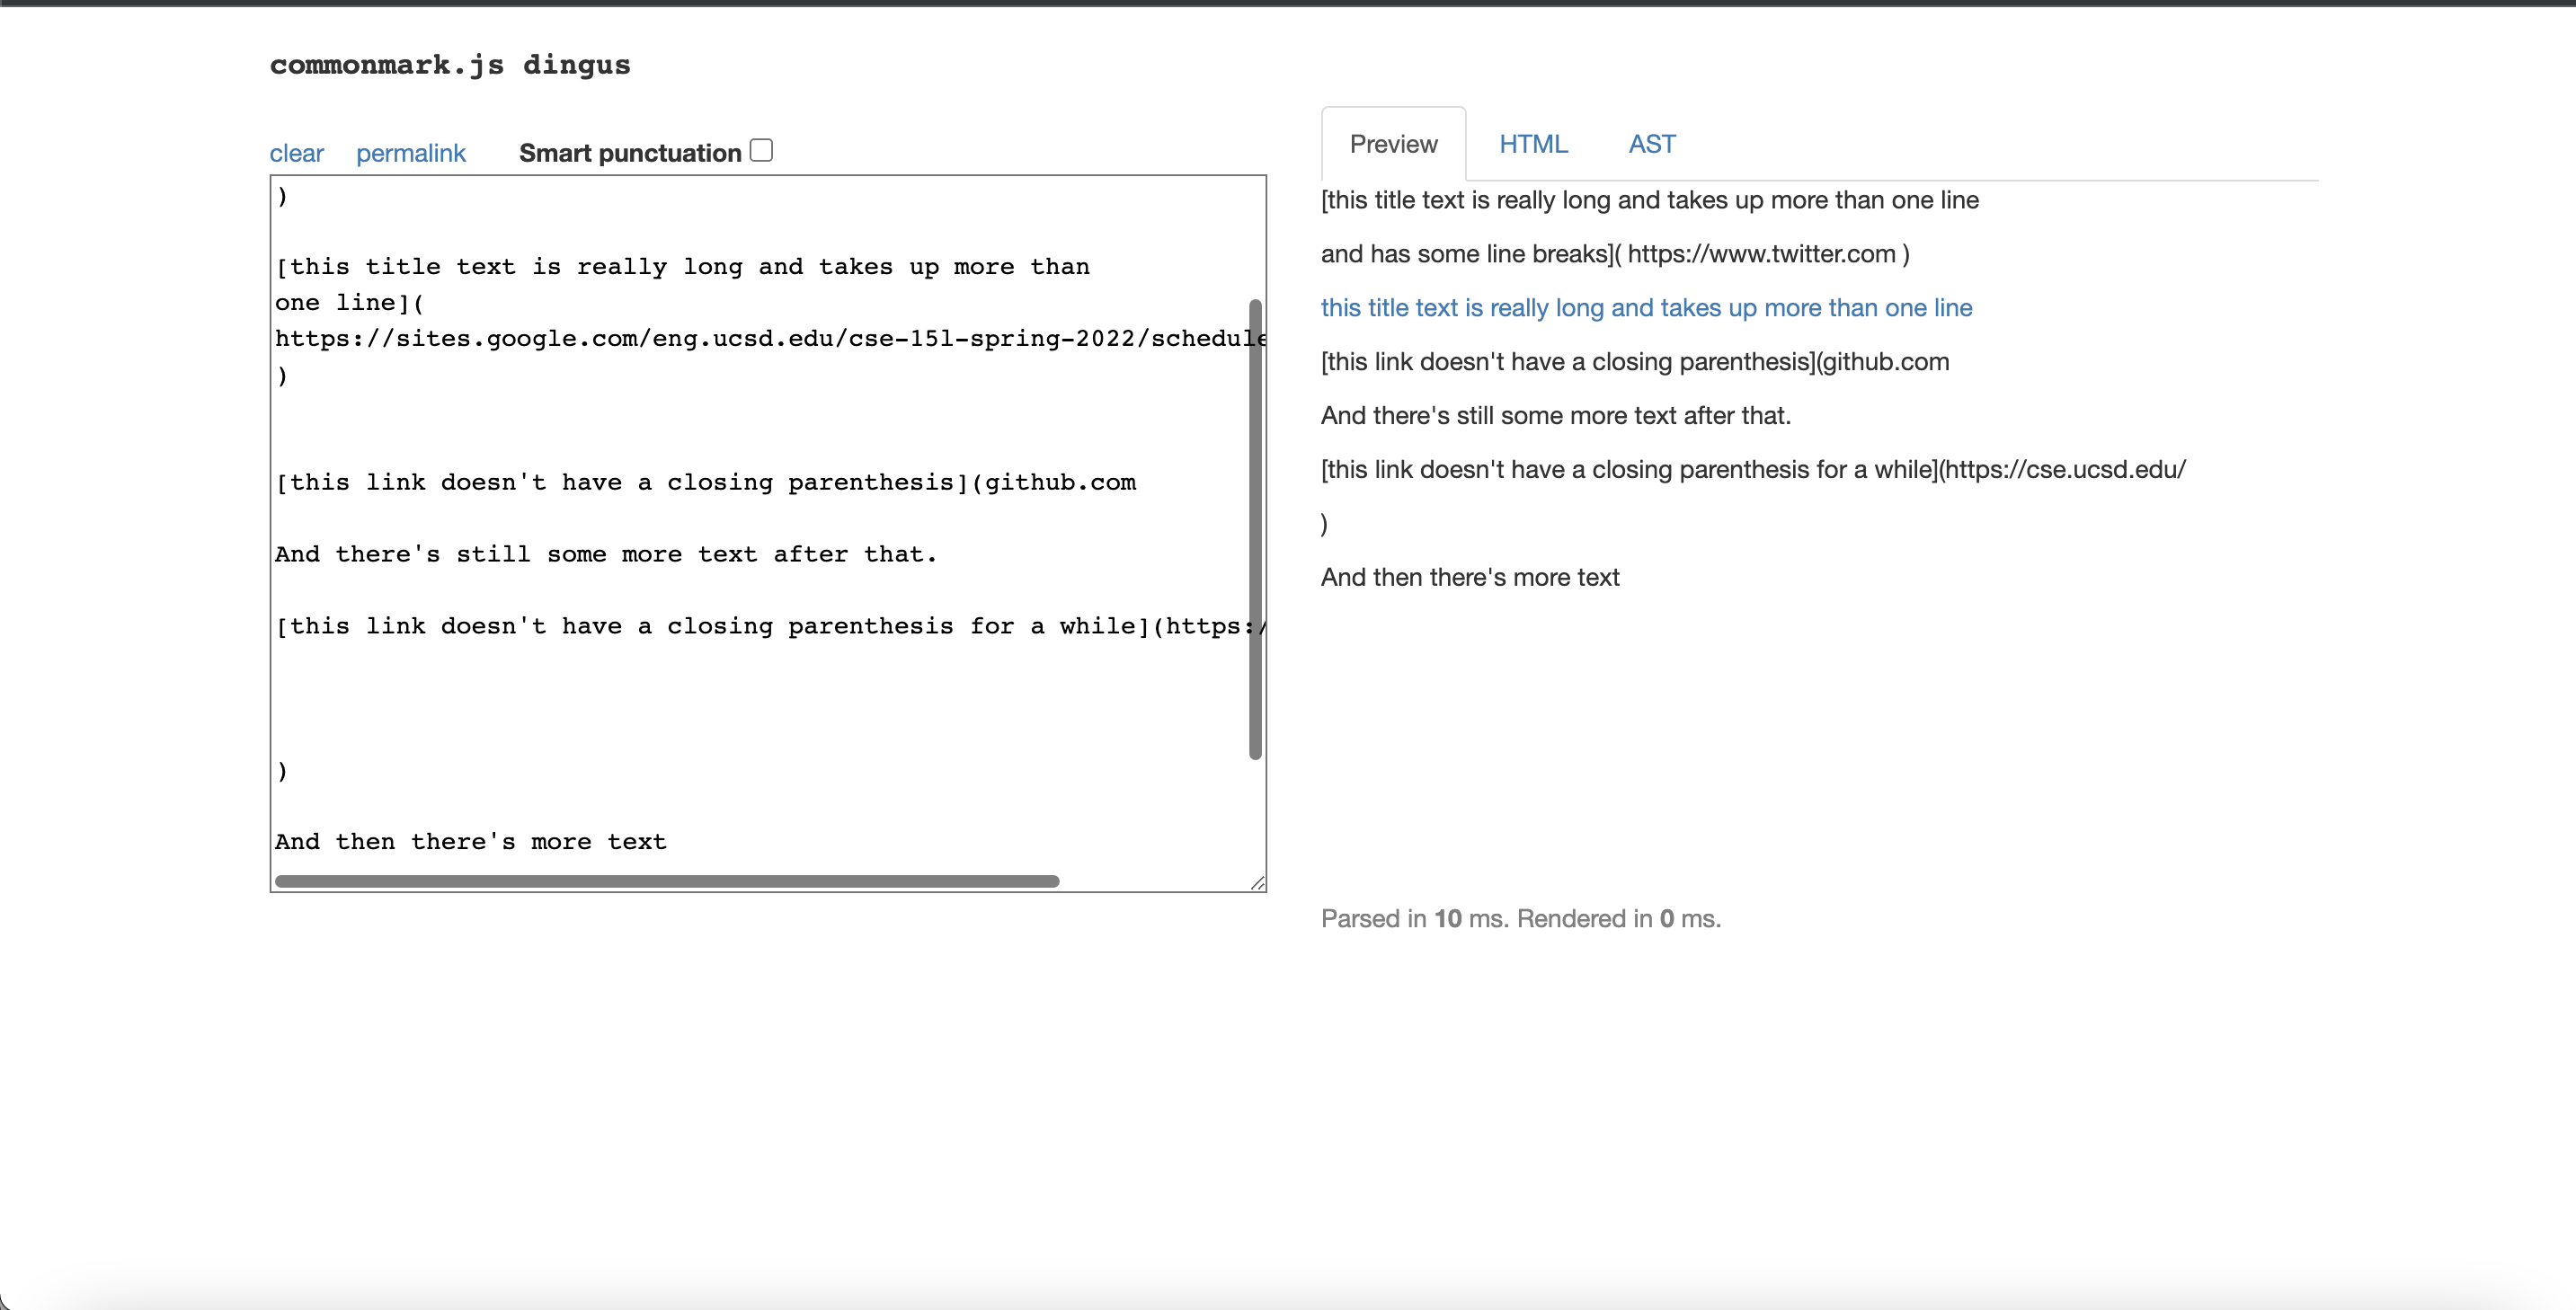 commonmark.js dingus
clear permalink Smart punctuation
)
[this title text is really long and takes up more than
one line](
https://sites.google.com/eng.ucsd.edu/cse-15l-spring-2022/schedule
)
[this link doesn't have a closing parenthesis](github.com
And there's still some more text after that.
[this link doesn't have a closing parenthesis for a while](https:/
)
And then there's more text
Preview HTML AST
[this title text is really long and takes up more than one line
and has some line breaks]( https://www.twitter.com )
this title text is really long and takes up more than one line
[this link doesn't have a closing parenthesis](github.com
And there's still some more text after that.
[this link doesn't have a closing parenthesis for a while](https://cse.ucsd.edu/
)
And then there's more text
Parsed in 10 ms. Rendered in 0 ms.